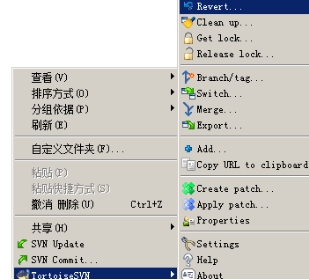 Revert...
Clean up...
Get lock...
Release lock...
Branch/tag...
Switch...
Merge...
Export...
Add...
Copy URL to clipboard
Create patch...
Apply patch...
Properties
Settings
Help
About
查看(V)
排序方式(O)
分组依据(P)
刷新(E)
自定义文件夹(F)...
粘贴(P)
粘贴快捷方式(S)
撤消 删除(U) Ctrl+Z
共享(H)
SVN Update
SVN Commit...
TortoiseSVN